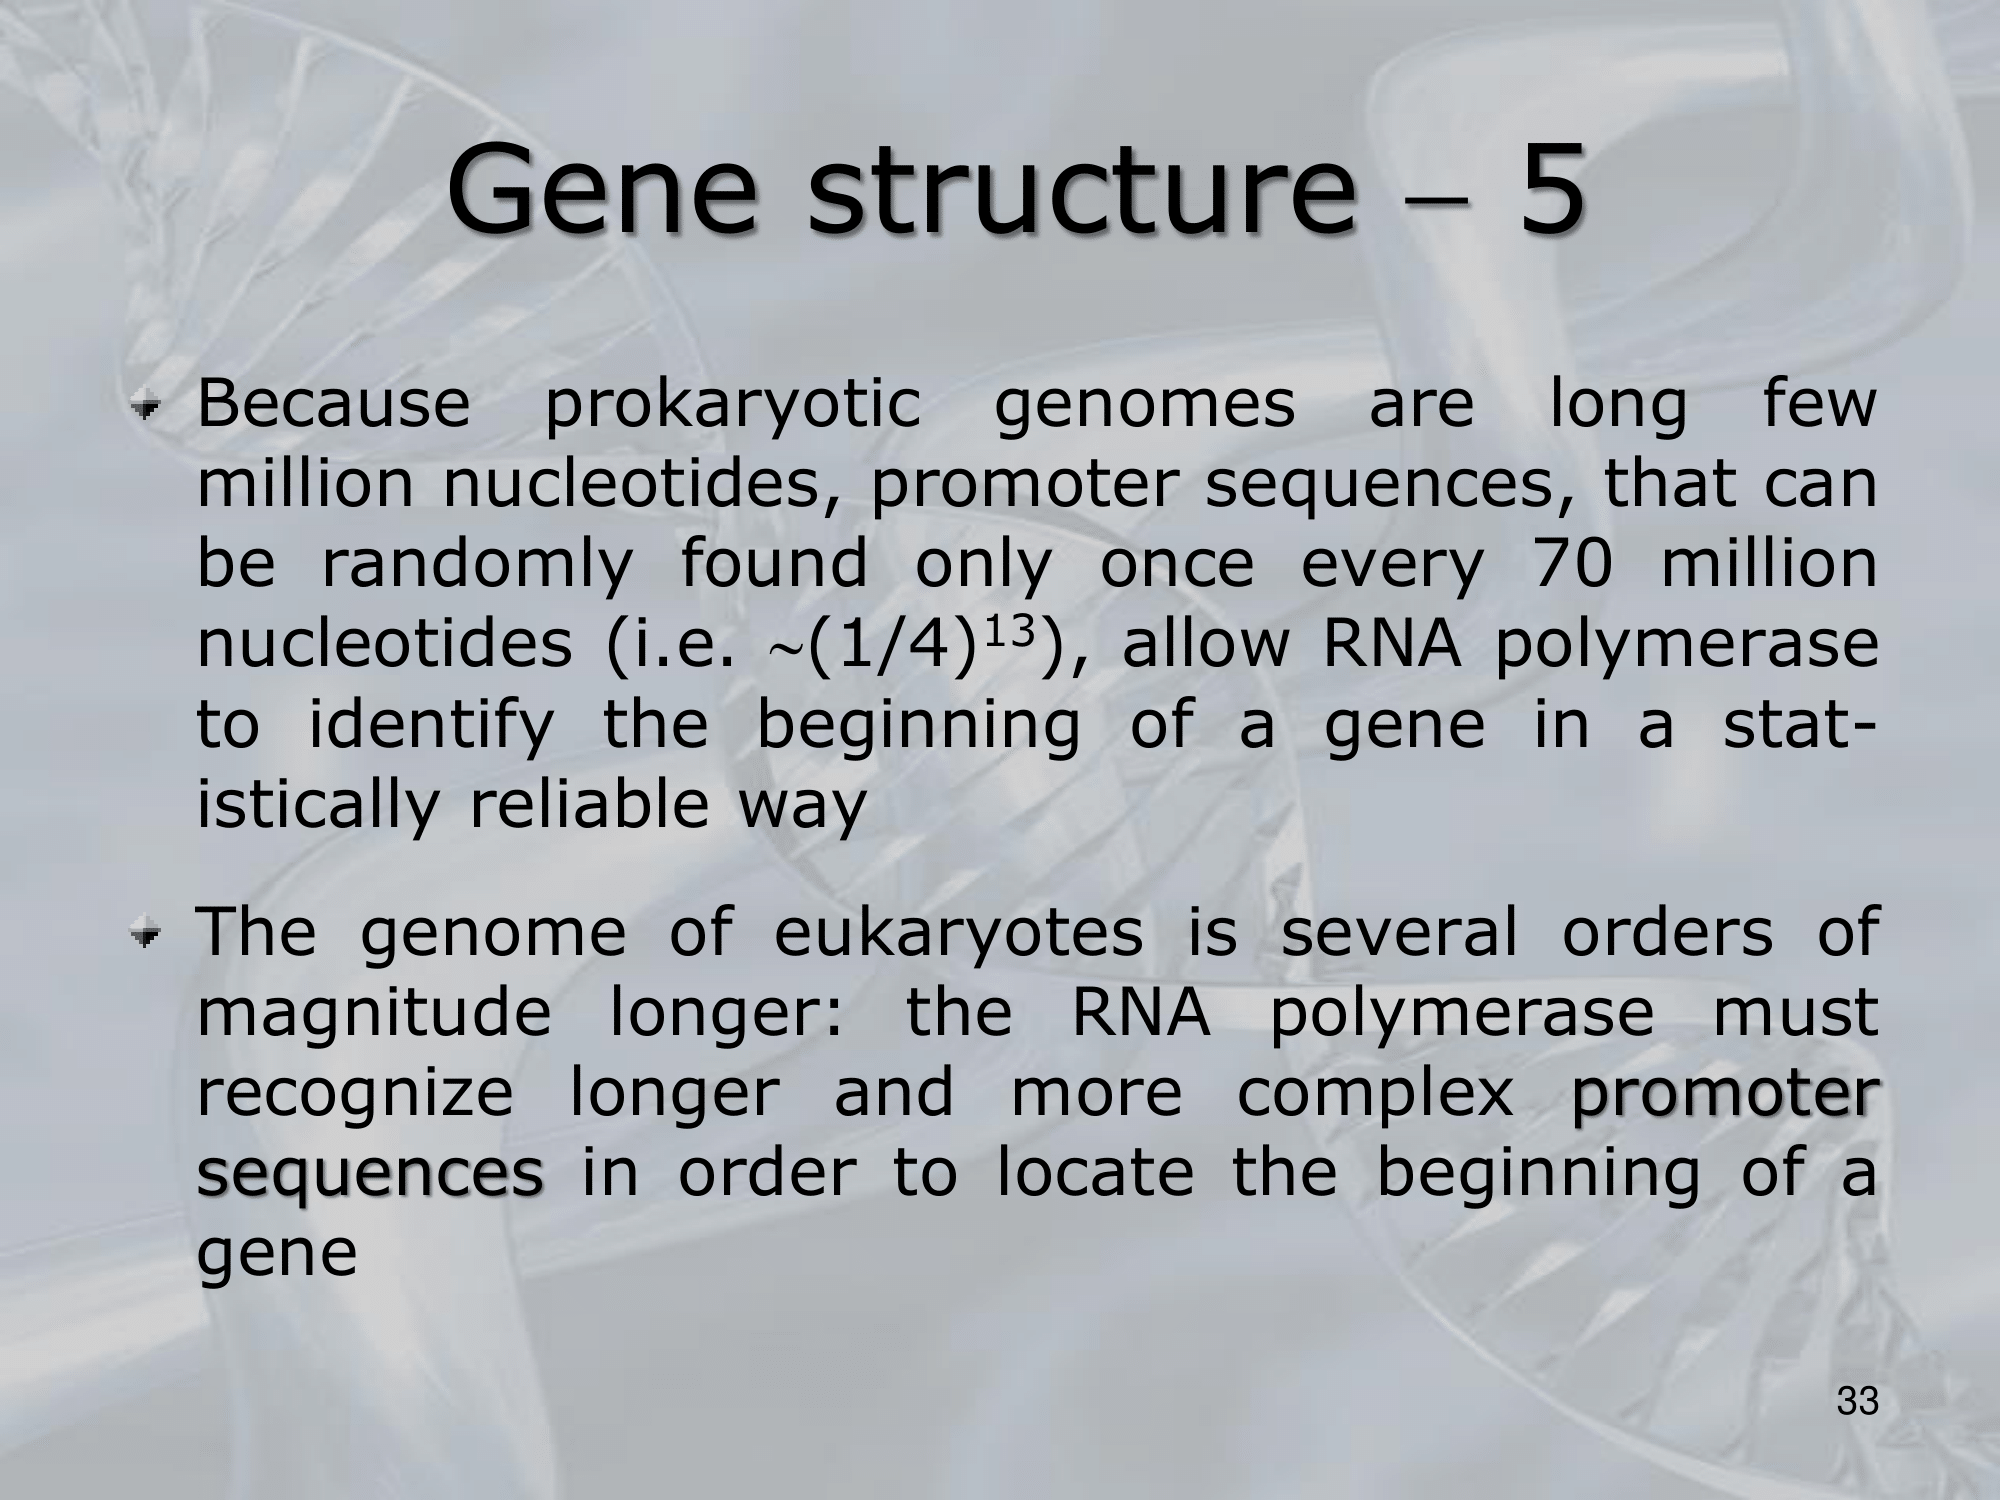 Gene structure – 5
Because prokaryotic genomes are long few
million nucleotides, promoter sequences, that can
be randomly found only once every 70 million
nucleotides (i.e. ~(1/4)¹³), allow RNA polymerase
to identify the beginning of a gene in a stat-
istically reliable way
The genome of eukaryotes is several orders of
magnitude longer: the RNA polymerase must
recognize longer and more complex promoter
sequences in order to locate the beginning of a
gene
33